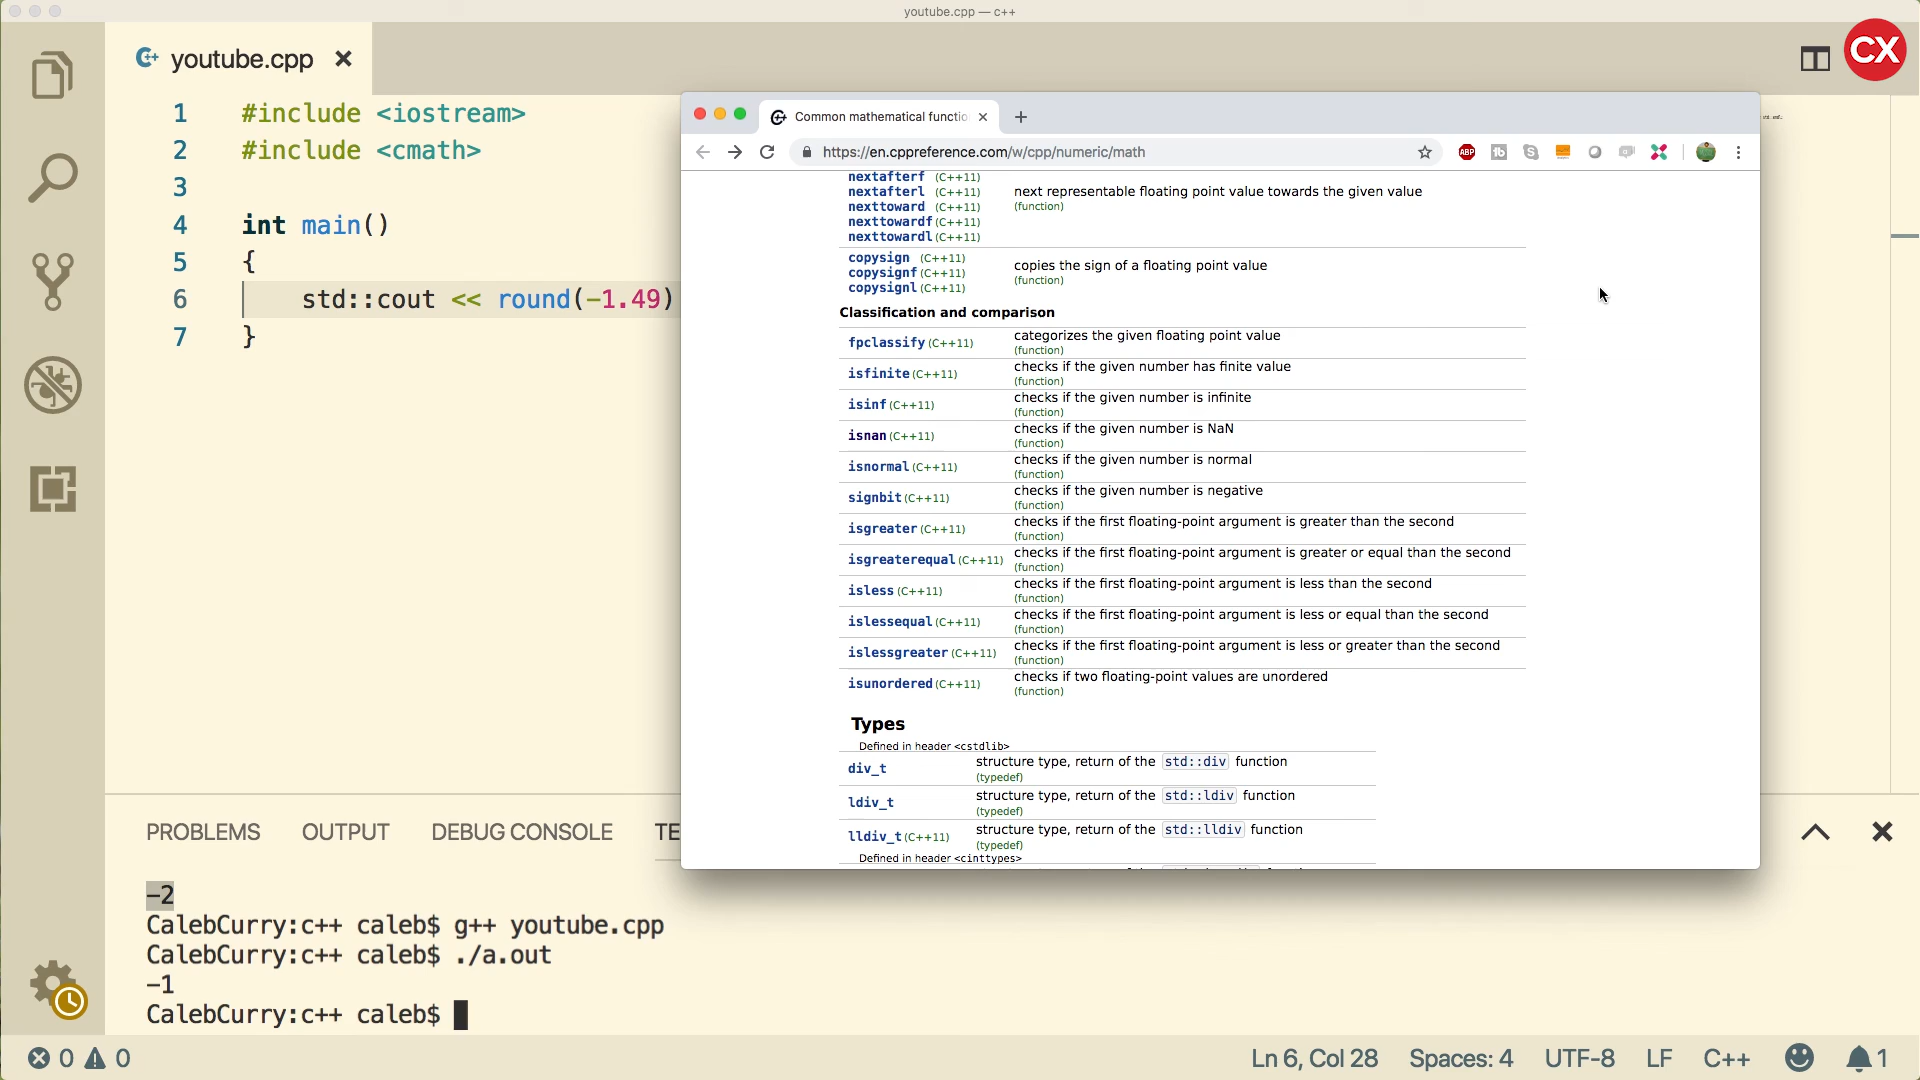 youtube.cpp — c++
youtube.cpp
CX
1 #include <iostream>
2 #include <cmath>
3
4 int main()
5 {
6 std::cout << round(-1.49)
7 }
Common mathematical functio
https://en.cppreference.com/w/cpp/numeric/math
ABP
nextafterf (C++11)
nextafterl (C++11)
nexttoward (C++11)
nexttowardf (C++11)
nexttowardl (C++11)
next representable floating point value towards the given value
(function)
copysign (C++11)
copysignf (C++11)
copysignl (C++11)
copies the sign of a floating point value
(function)
Classification and comparison
fpclassify (C++11) categorizes the given floating point value
(function)
isfinite (C++11) checks if the given number has finite value
(function)
isinf (C++11) checks if the given number is infinite
(function)
isnan (C++11) checks if the given number is NaN
(function)
isnormal (C++11) checks if the given number is normal
(function)
signbit (C++11) checks if the given number is negative
(function)
isgreater (C++11) checks if the first floating-point argument is greater than the second
(function)
isgreaterequal (C++11) checks if the first floating-point argument is greater or equal than the second
(function)
isless (C++11) checks if the first floating-point argument is less than the second
(function)
islessequal (C++11) checks if the first floating-point argument is less or equal than the second
(function)
islessgreater (C++11) checks if the first floating-point argument is less or greater than the second
(function)
isunordered (C++11) checks if two floating-point values are unordered
(function)
Types
Defined in header <cstdlib>
div_t structure type, return of the std::div function
(typedef)
ldiv_t structure type, return of the std::ldiv function
(typedef)
lldiv_t (C++11) structure type, return of the std::lldiv function
(typedef)
Defined in header <cinttypes>
PROBLEMS OUTPUT DEBUG CONSOLE TE
-2
CalebCurry:c++ caleb$ g++ youtube.cpp
CalebCurry:c++ caleb$ ./a.out
-1
CalebCurry:c++ caleb$
0 0 Ln 6, Col 28 Spaces: 4 UTF-8 LF C++ 1